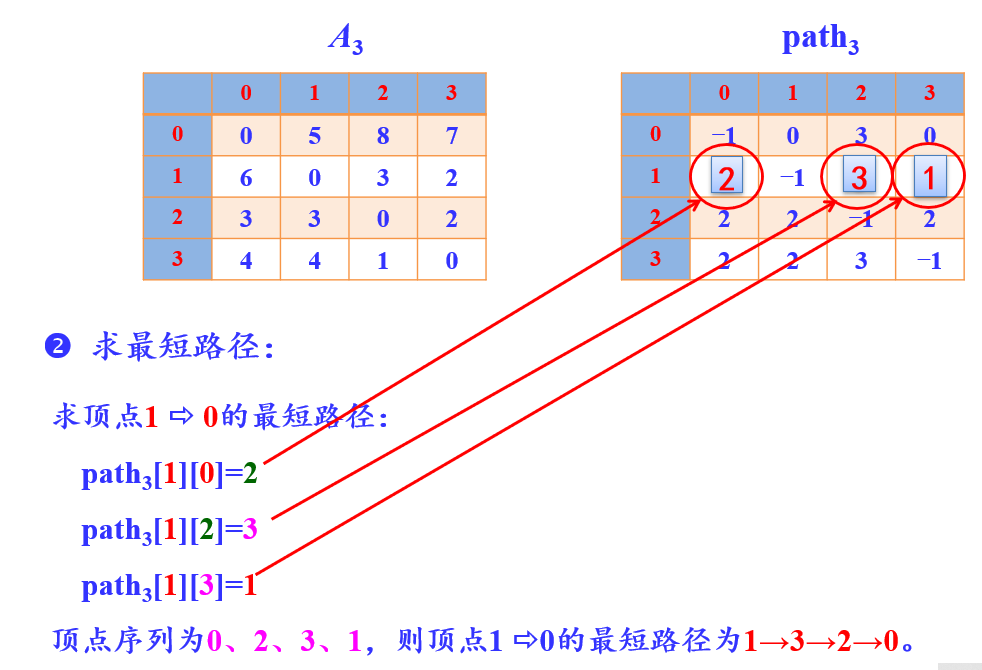 A₃ path₃
0 1 2 3 0 1 2 3
0 0 5 8 7 0 −1 0 3 0
1 6 0 3 2 1 2 −1 3 1
2 3 3 0 2 2 2 2 −1 2
3 4 4 1 0 3 2 2 3 −1
❷ 求最短路径:
求顶点1 ⇨ 0的最短路径:
path₃[1][0]=2
path₃[1][2]=3
path₃[1][3]=1
顶点序列为0、2、3、1,则顶点1 ⇨0的最短路径为1→3→2→0。